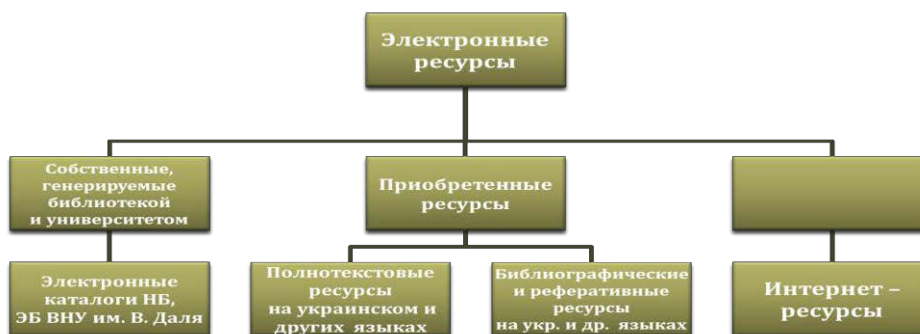 Электронные
ресурсы
Собственные,
генерируемые
библиотекой
и университетом
Приобретенные
ресурсы
Электронные
каталоги НБ,
ЭБ ВНУ им. В. Даля
Полнотекстовые
ресурсы
на украинском и
других языках
Библиографические
и реферативные
ресурсы
на укр. и др. языках
Интернет –
ресурсы